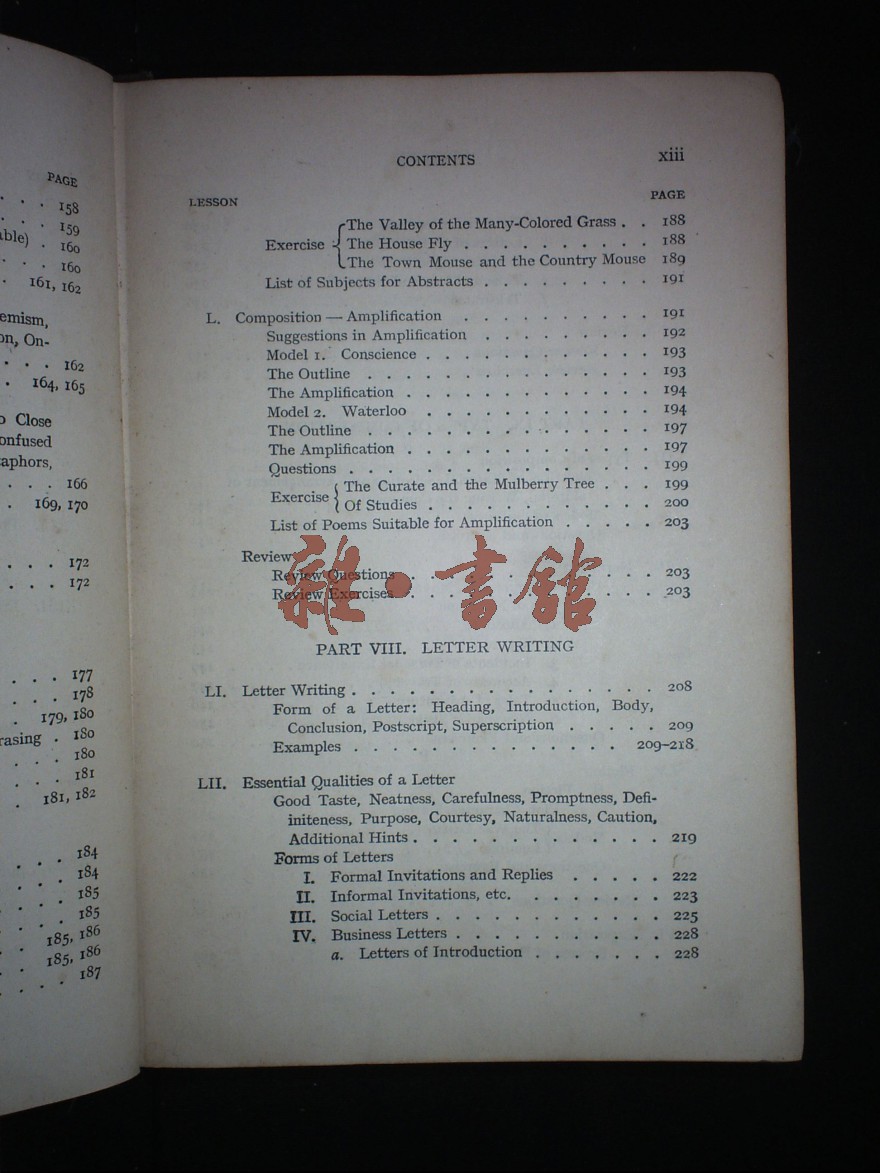 PAGE
. . . 158
. . . 159
able) . 160
. . . 160
. 161, 162
emism,
on, On-
. . . 162
. 164, 165
o Close
onfused
aphors,
. . . 166
. 169, 170
. . . 172
. . . 172
. . . 177
. . . 178
. 179, 180
rasing . 180
. . . 180
. . . 181
. 181, 182
. . . 184
. . . 184
. . . 185
. . . 185
. . 185, 186
. . 185, 186
. . . 187
CONTENTS xiii
LESSON PAGE
The Valley of the Many-Colored Grass . . 188
Exercise { The House Fly . . . . . . . . . . 188
The Town Mouse and the Country Mouse 189
List of Subjects for Abstracts . . . . . . . . . 191
L. Composition — Amplification . . . . . . . . . . 191
Suggestions in Amplification . . . . . . . . . 192
Model 1. Conscience . . . . . . . . . . . . 193
The Outline . . . . . . . . . . . . . . . 193
The Amplification . . . . . . . . . . . . . 194
Model 2. Waterloo . . . . . . . . . . . . 194
The Outline . . . . . . . . . . . . . . . 197
The Amplification . . . . . . . . . . . . . 197
Questions . . . . . . . . . . . . . . . . 199
Exercise { The Curate and the Mulberry Tree . . . 199
Of Studies . . . . . . . . . . . . 200
List of Poems Suitable for Amplification . . . . . 203
Review
Review Questions . . . . . . . . . . . . . 203
Review Exercises . . . . . . . . . . . . . 203
雜·書館
PART VIII. LETTER WRITING
LI. Letter Writing . . . . . . . . . . . . . . . . 208
Form of a Letter: Heading, Introduction, Body,
Conclusion, Postscript, Superscription . . . . . 209
Examples . . . . . . . . . . . . . . 209–218
LII. Essential Qualities of a Letter
Good Taste, Neatness, Carefulness, Promptness, Defi-
initeness, Purpose, Courtesy, Naturalness, Caution,
Additional Hints . . . . . . . . . . . . . 219
Forms of Letters
I. Formal Invitations and Replies . . . . . 222
II. Informal Invitations, etc. . . . . . . . 223
III. Social Letters . . . . . . . . . . . . 225
IV. Business Letters . . . . . . . . . . . 228
a. Letters of Introduction . . . . . . . 228